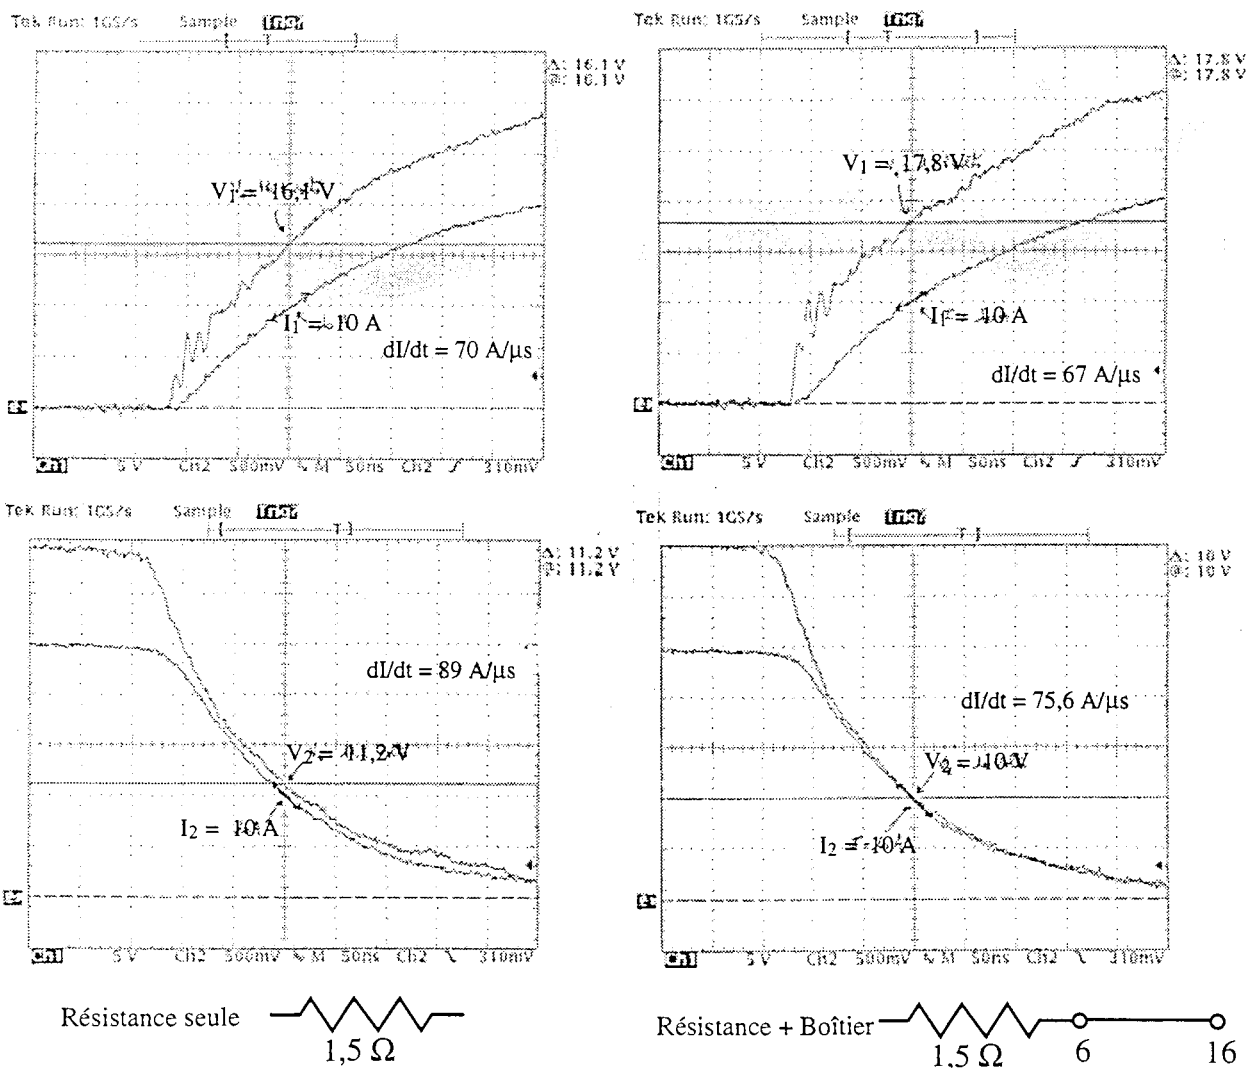 Tek Run: 1GS/s Sample Trig?
Δ: 16.1 V
@: 16.1 V
V1 = 16,1 V
I1 = 10 A
dI/dt = 70 A/µs
Ch1 5 V Ch2 500mV M 50ns Ch2 310mV
Tek Run: 1GS/s Sample Trig?
Δ: 17.8 V
@: 17.8 V
V1 = 17,8 V
I1 = 10 A
dI/dt = 67 A/µs
Ch1 5 V Ch2 500mV M 50ns Ch2 310mV
Tek Run: 1GS/s Sample Trig?
T
Δ: 11.2 V
@: 11.2 V
dI/dt = 89 A/µs
V2 = 11,2 V
I2 = 10 A
Ch1 5 V Ch2 500mV M 50ns Ch2 310mV
Tek Run: 1GS/s Sample Trig?
T
Δ: 10 V
@: 10 V
dI/dt = 75,6 A/µs
= 10 V
I2 = 10 A
Ch1 5 V Ch2 500mV M 50ns Ch2 310mV
Résistance seule
1,5 Ω
Résistance + Boîtier
1,5 Ω 6 16